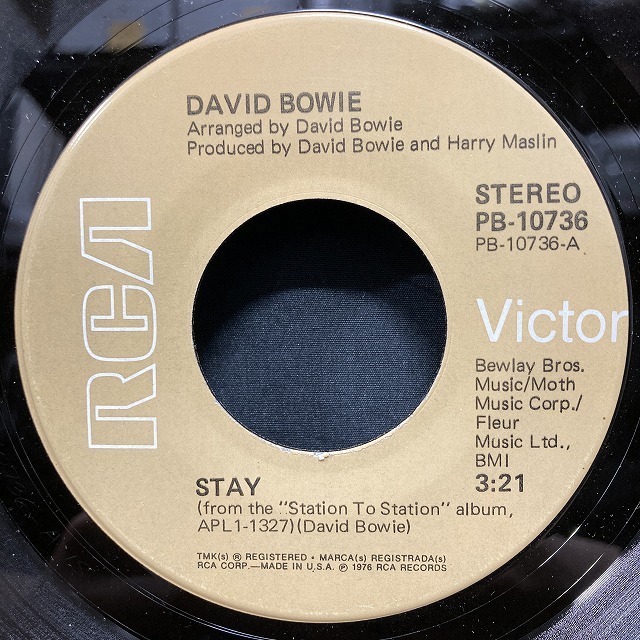 DAVID BOWIE
Arranged by David Bowie
Produced by David Bowie and Harry Maslin
RCA
STEREO
PB-10736
PB-10736-A
Victor
Bewlay Bros.
Music/Moth
Music Corp./
Fleur
Music Ltd.,
BMI
3:21
STAY
(from the "Station To Station" album,
APL1-1327)(David Bowie)
TMK(s) ® REGISTERED • MARCA(s) REGISTRADA(s)
RCA CORP.—MADE IN U.S.A. ℗ 1976 RCA RECORDS